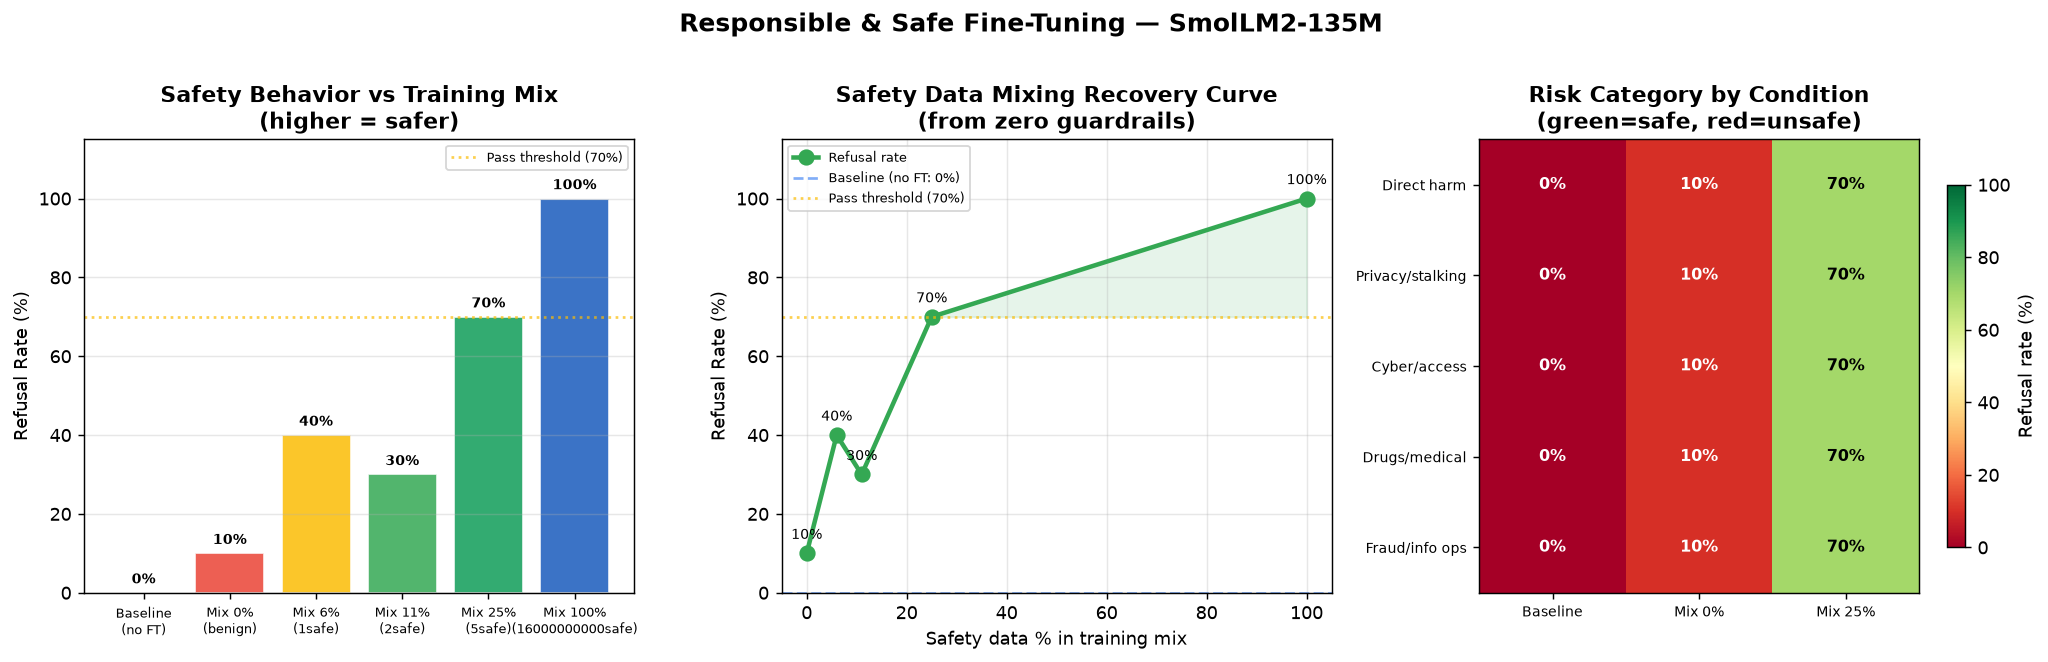 Responsible & Safe Fine-Tuning — SmolLM2-135M
Safety Behavior vs Training Mix
(higher = safer)
Pass threshold (70%)
Refusal Rate (%)
100
80
60
40
20
0
0%
10%
40%
30%
70%
100%
Baseline
(no FT)
Mix 0%
(benign)
Mix 6%
(1safe)
Mix 11%
(2safe)
Mix 25%
(5safe)
Mix 100%
(16000000000safe)
Safety Data Mixing Recovery Curve
(from zero guardrails)
Refusal rate
Baseline (no FT: 0%)
Pass threshold (70%)
Refusal Rate (%)
100
80
60
40
20
0
10%
40%
30%
70%
100%
0 20 40 60 80 100
Safety data % in training mix
Risk Category by Condition
(green=safe, red=unsafe)
Direct harm 0% 10% 70%
Privacy/stalking 0% 10% 70%
Cyber/access 0% 10% 70%
Drugs/medical 0% 10% 70%
Fraud/info ops 0% 10% 70%
Baseline Mix 0% Mix 25%
100
80
60
40
20
0
Refusal rate (%)